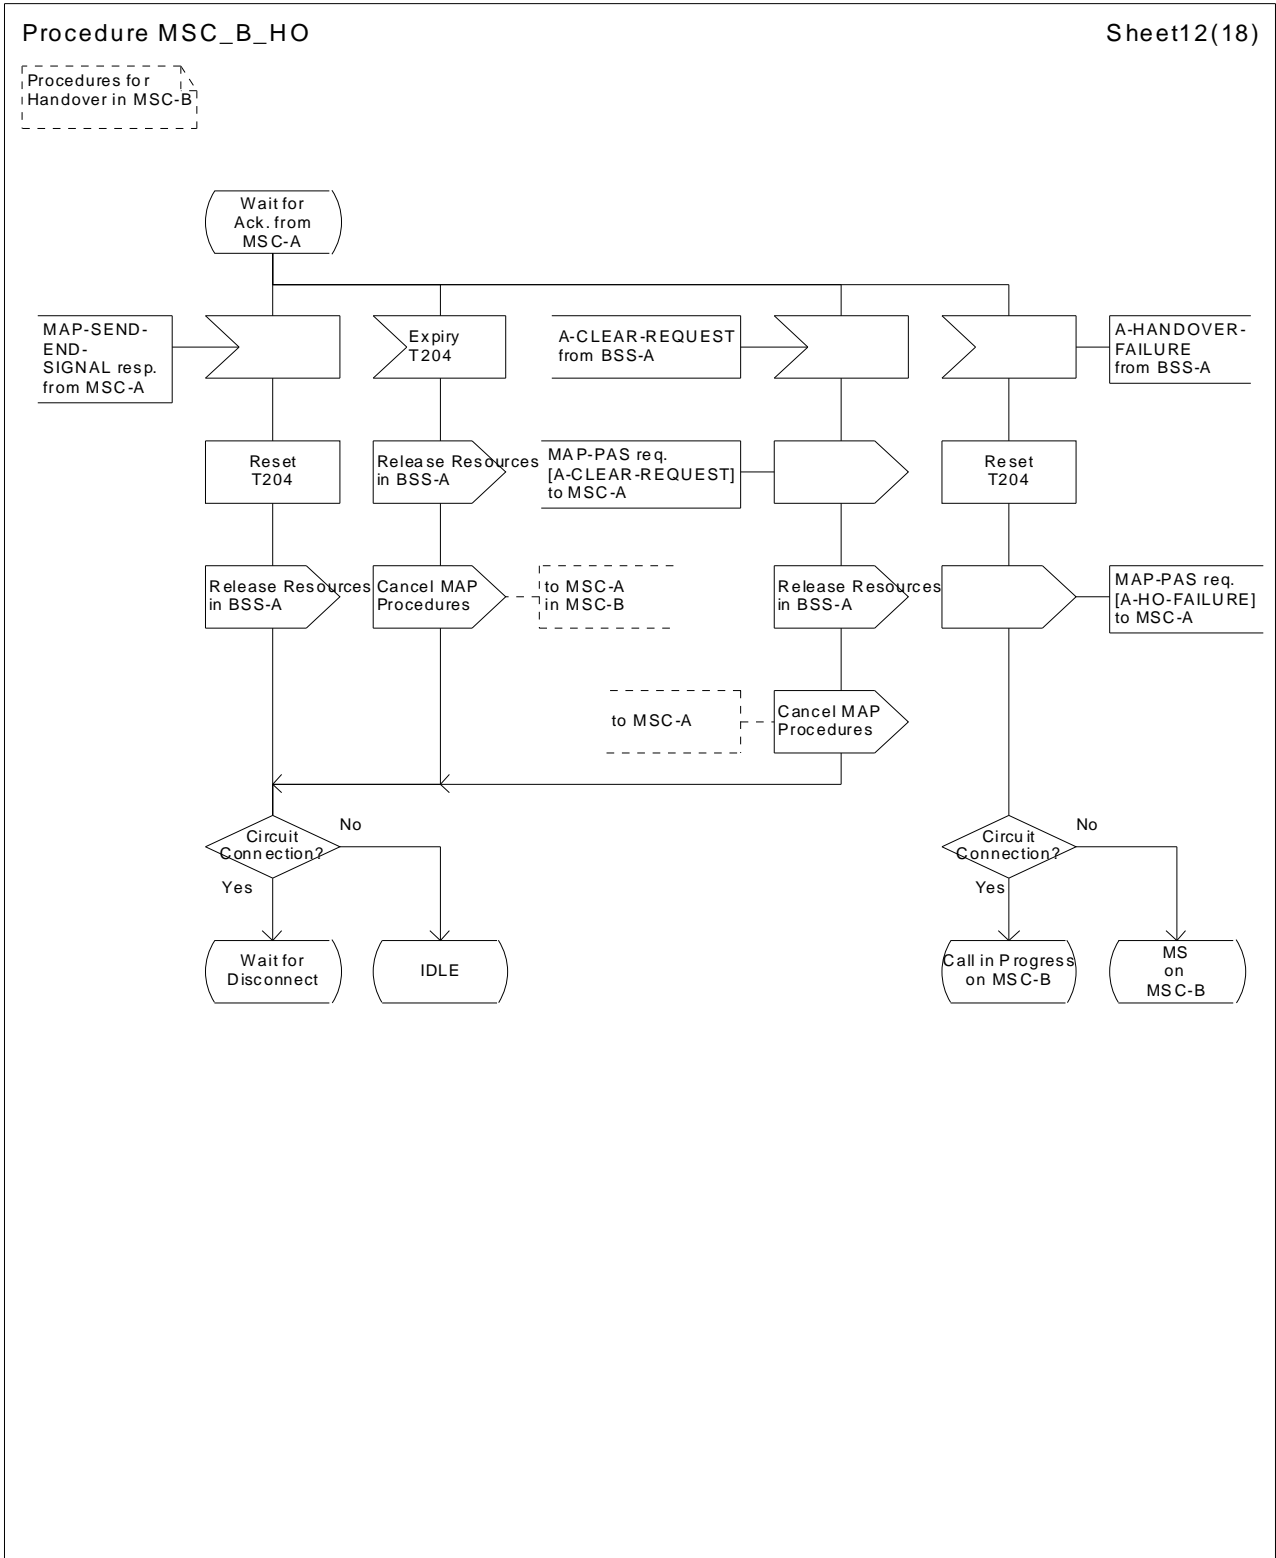 Procedure MSC_B_HO
Sheet12(18)
Procedures for
Handover in MSC-B
Wait for
Ack. from
MSC-A
MAP-SEND-
END-
SIGNAL resp.
from MSC-A
Expiry
T204
A-CLEAR-REQUEST
from BSS-A
A-HANDOVER-
FAILURE
from BSS-A
Reset
T204
Release Resources
in BSS-A
MAP-PAS req.
[A-CLEAR-REQUEST]
to MSC-A
Reset
T204
Release Resources
in BSS-A
Cancel MAP
Procedures
to MSC-A
in MSC-B
Release Resources
in BSS-A
MAP-PAS req.
[A-HO-FAILURE]
to MSC-A
to MSC-A
Cancel MAP
Procedures
Circuit
Connection?
No
Yes
Circuit
Connection?
No
Yes
Wait for
Disconnect
IDLE
Call in Progress
on MSC-B
MS
on
MSC-B